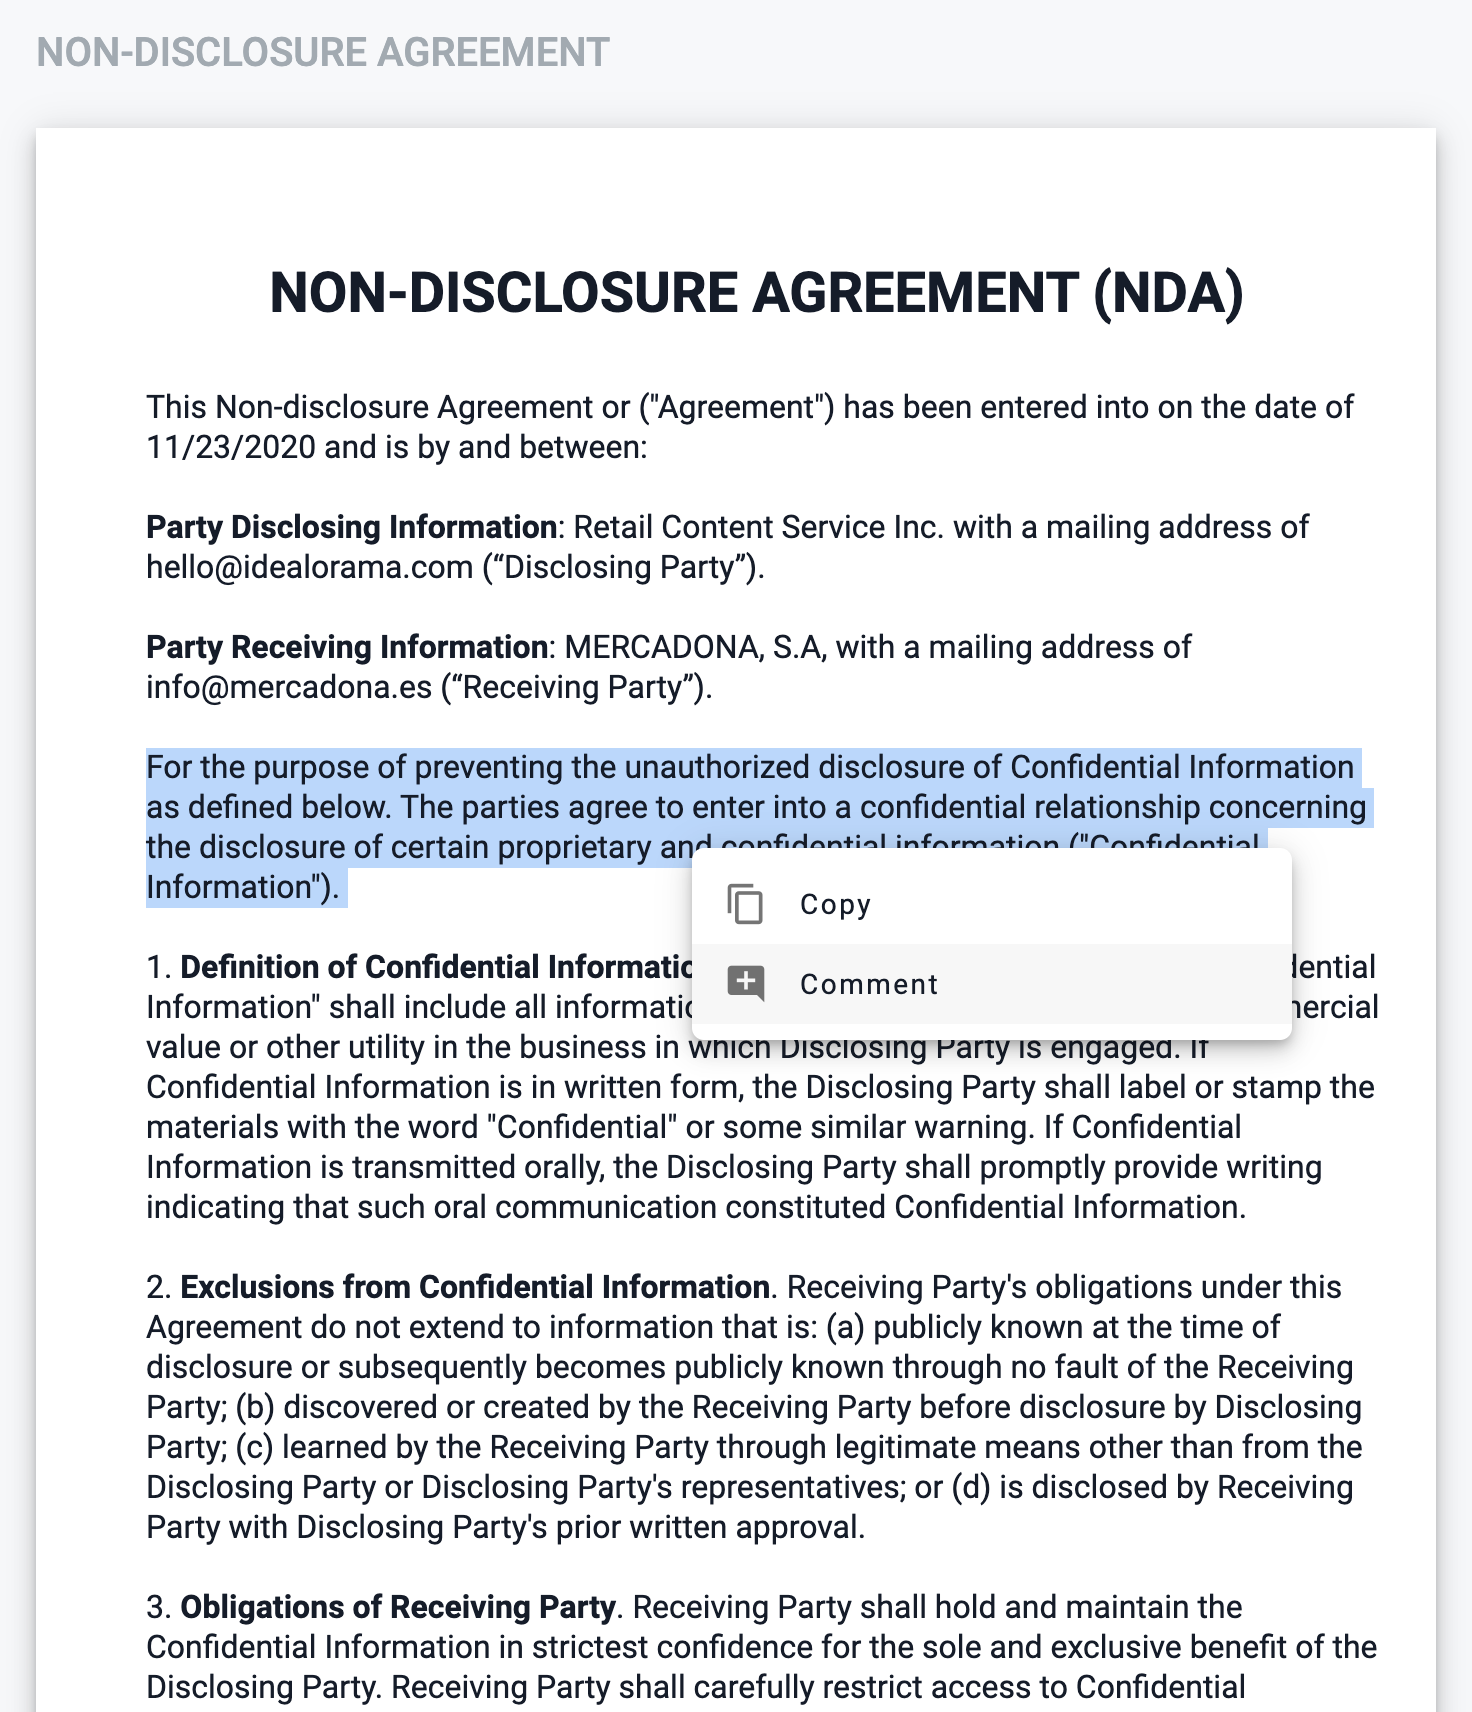 NON-DISCLOSURE AGREEMENT
NON-DISCLOSURE AGREEMENT (NDA)
This Non-disclosure Agreement or ("Agreement") has been entered into on the date of
11/23/2020 and is by and between:
Party Disclosing Information: Retail Content Service Inc. with a mailing address of
hello@idealorama.com (“Disclosing Party”).
Party Receiving Information: MERCADONA, S.A, with a mailing address of
info@mercadona.es (“Receiving Party”).
For the purpose of preventing the unauthorized disclosure of Confidential Information
as defined below. The parties agree to enter into a confidential relationship concerning
the disclosure of certain proprietary and confidential information ("Confidential
Information").
Copy
Comment
1. Definition of Confidential
Information" shall include all
value or other utility in the business in which Disclosing Party is engaged. If
Confidential Information is in written form, the Disclosing Party shall label or stamp the
materials with the word "Confidential" or some similar warning. If Confidential
Information is transmitted orally, the Disclosing Party shall promptly provide writing
indicating that such oral communication constituted Confidential Information.
2. Exclusions from Confidential Information. Receiving Party's obligations under this
Agreement do not extend to information that is: (a) publicly known at the time of
disclosure or subsequently becomes publicly known through no fault of the Receiving
Party; (b) discovered or created by the Receiving Party before disclosure by Disclosing
Party; (c) learned by the Receiving Party through legitimate means other than from the
Disclosing Party or Disclosing Party's representatives; or (d) is disclosed by Receiving
Party with Disclosing Party's prior written approval.
3. Obligations of Receiving Party. Receiving Party shall hold and maintain the
Confidential Information in strictest confidence for the sole and exclusive benefit of the
Disclosing Party. Receiving Party shall carefully restrict access to Confidential